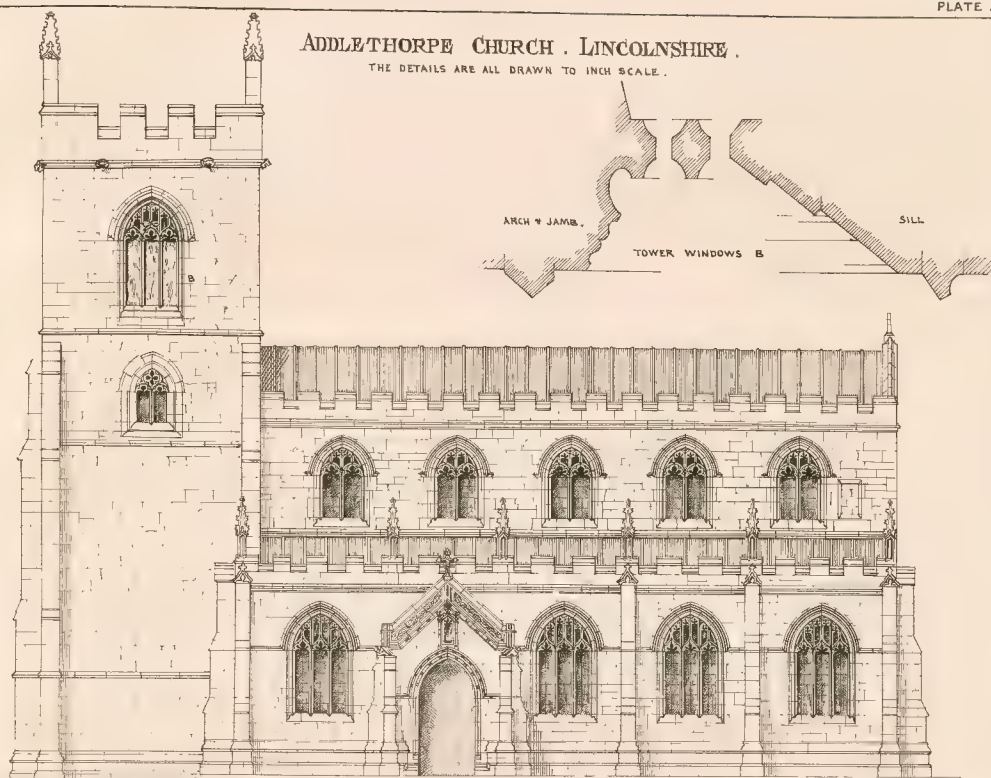 PLATE
ADDLETHORPE CHURCH . LINCOLNSHIRE .
THE DETAILS ARE ALL DRAWN TO INCH SCALE .
ARCH & JAMB.
SILL
TOWER WINDOWS B
B